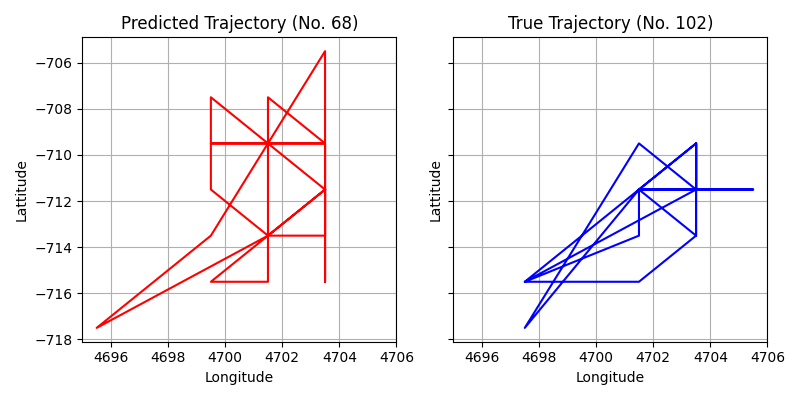 Predicted Trajectory (No. 68)
True Trajectory (No. 102)
−706
−708
−710
−712
−714
−716
−718
Lattitude
Lattitude
4696 4698 4700 4702 4704 4706
4696 4698 4700 4702 4704 4706
Longitude
Longitude